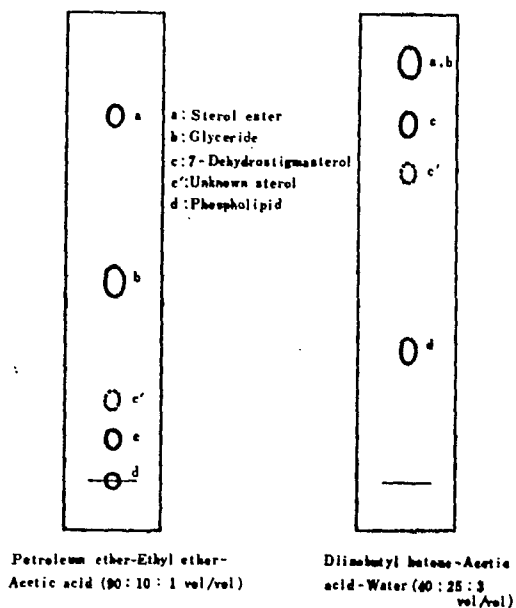 a
a: Sterol ester
b: Glyceride
c: 7-Dehydrostigmasterol
c': Unknown sterol
d: Phospholipid
b
c'
c
d
a,b
c
c'
d
Petroleum ether-Ethyl ether-
Acetic acid (90 : 10 : 1 vol/vol)
Diisobutyl ketone-Acetic
acid-Water (40 : 25 : 3
vol/vol)